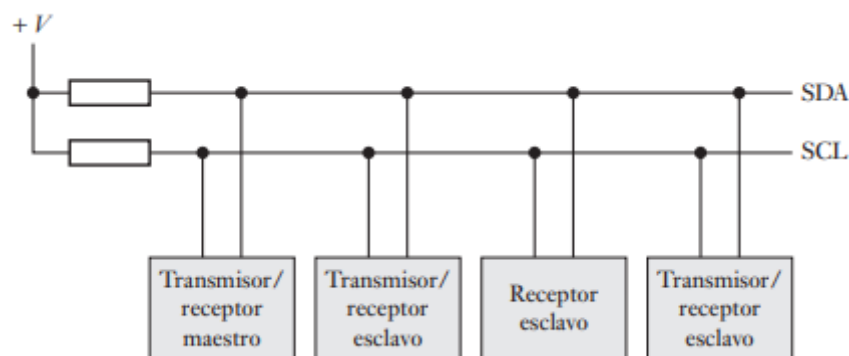 + V
SDA
SCL
Transmisor/
receptor
maestro
Transmisor/
receptor
esclavo
Receptor
esclavo
Transmisor/
receptor
esclavo